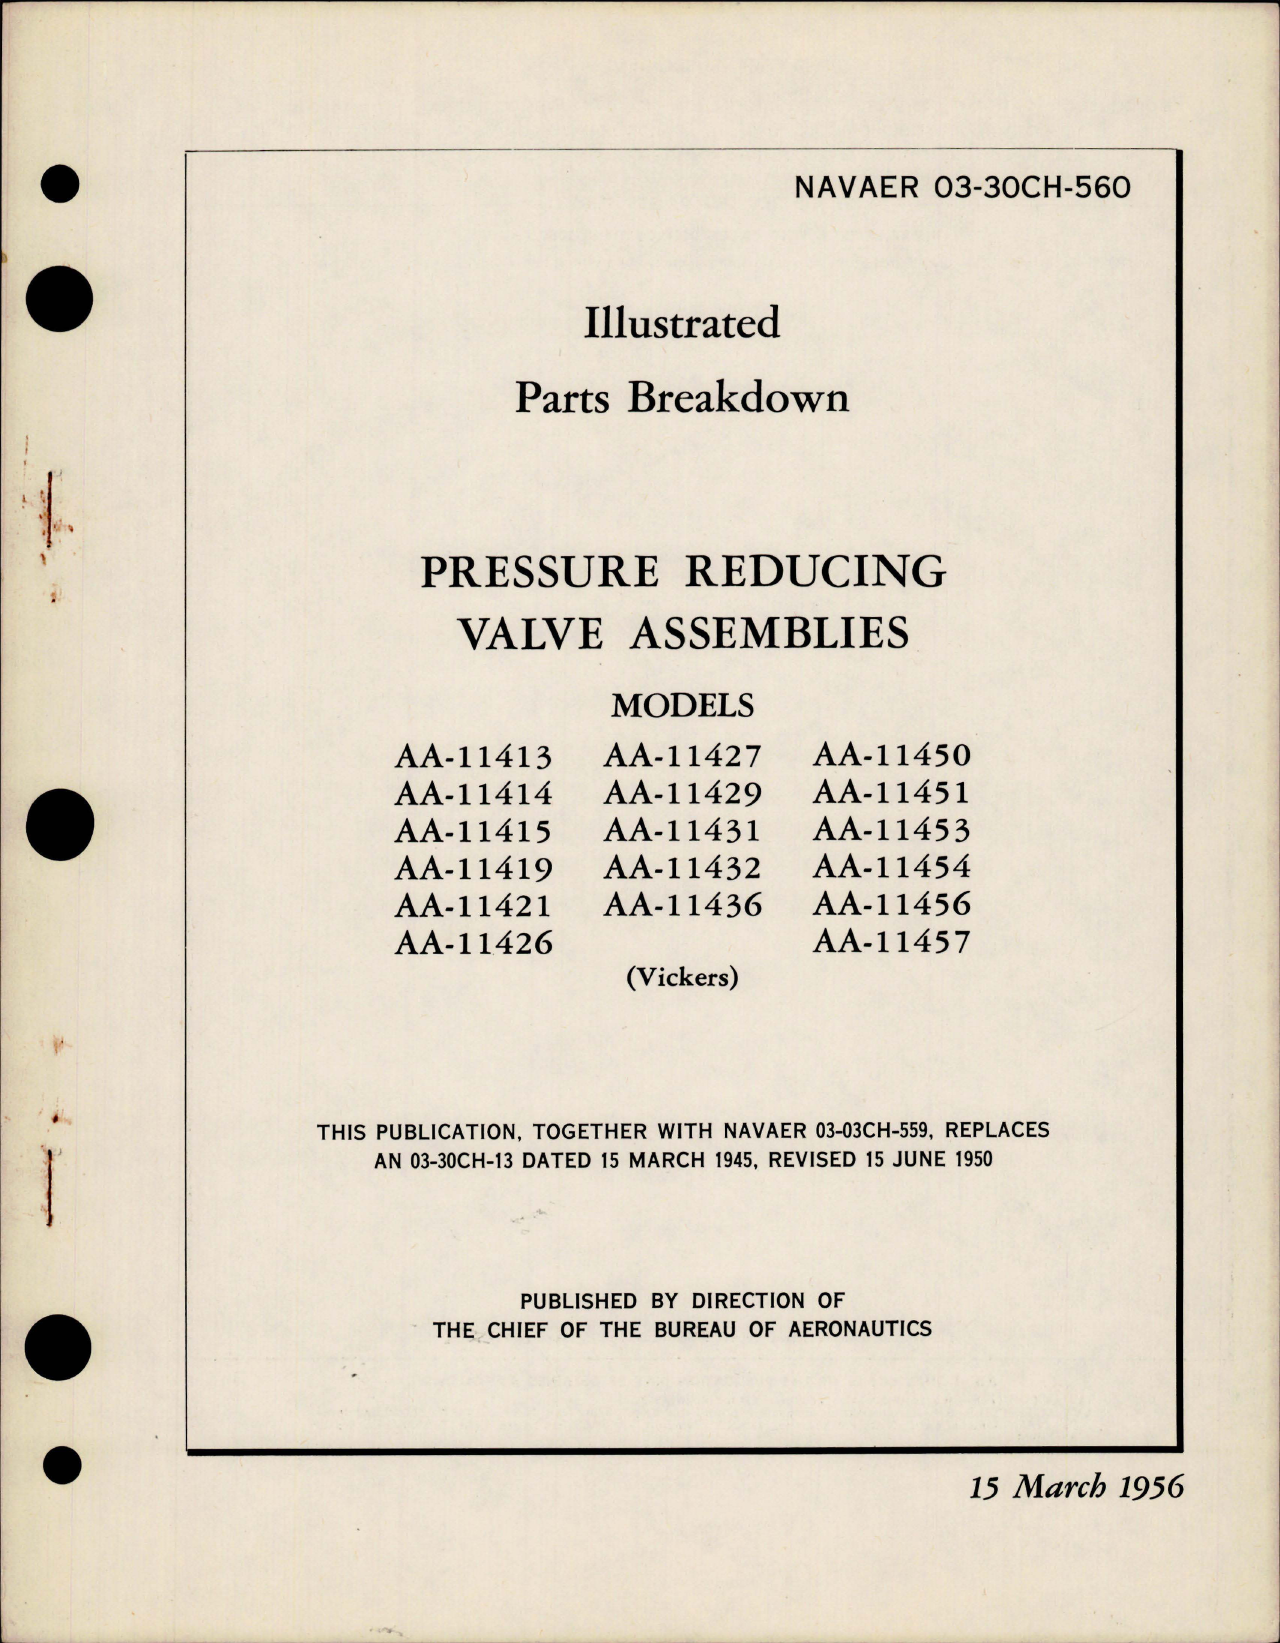 NAVAER 03-30CH-560
Illustrated
Parts Breakdown
PRESSURE REDUCING
VALVE ASSEMBLIES
MODELS
AA-11413 AA-11427 AA-11450
AA-11414 AA-11429 AA-11451
AA-11415 AA-11431 AA-11453
AA-11419 AA-11432 AA-11454
AA-11421 AA-11436 AA-11456
AA-11426 AA-11457
(Vickers)
THIS PUBLICATION, TOGETHER WITH NAVAER 03-03CH-559, REPLACES
AN 03-30CH-13 DATED 15 MARCH 1945, REVISED 15 JUNE 1950
PUBLISHED BY DIRECTION OF
THE CHIEF OF THE BUREAU OF AERONAUTICS
15 March 1956